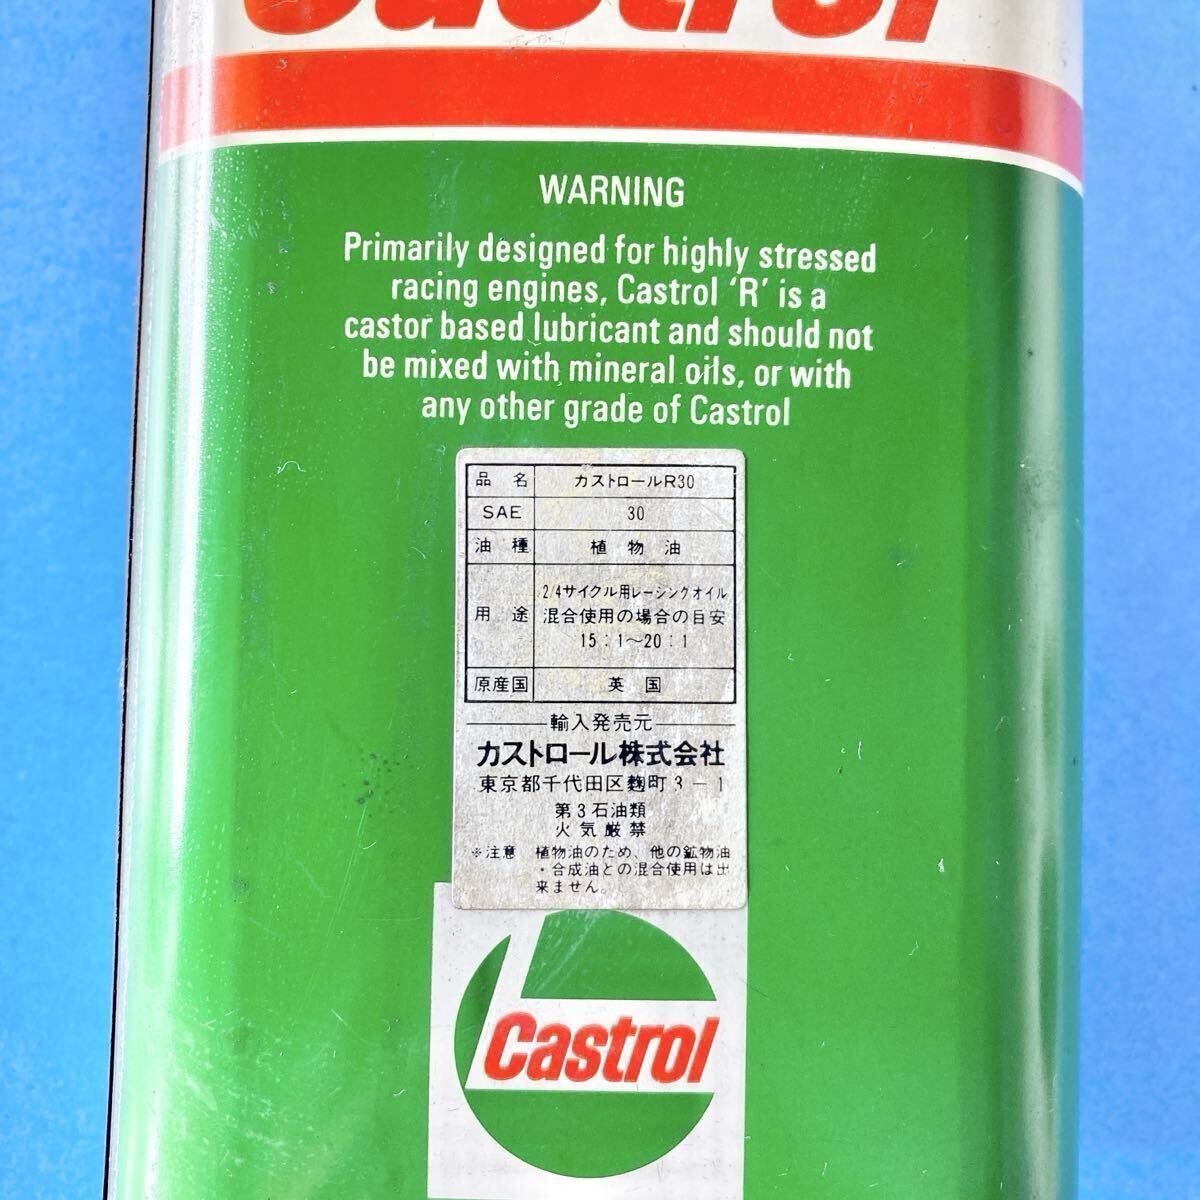 Castrol
WARNING
Primarily designed for highly stressed
racing engines, Castrol ‘R’ is a
castor based lubricant and should not
be mixed with mineral oils, or with
any other grade of Castrol
品名 カストロールR30
SAE 30
油種 植物油
2/4サイクル用レーシングオイル
用途 混合使用の場合の目安
15:1～20:1
原産国 英国
輸入発売元
カストロール株式会社
東京都千代田区麹町3-1
第3石油類
火気厳禁
※注意 植物油のため、他の鉱物油
・合成油との混合使用は出
来ません。
Castrol